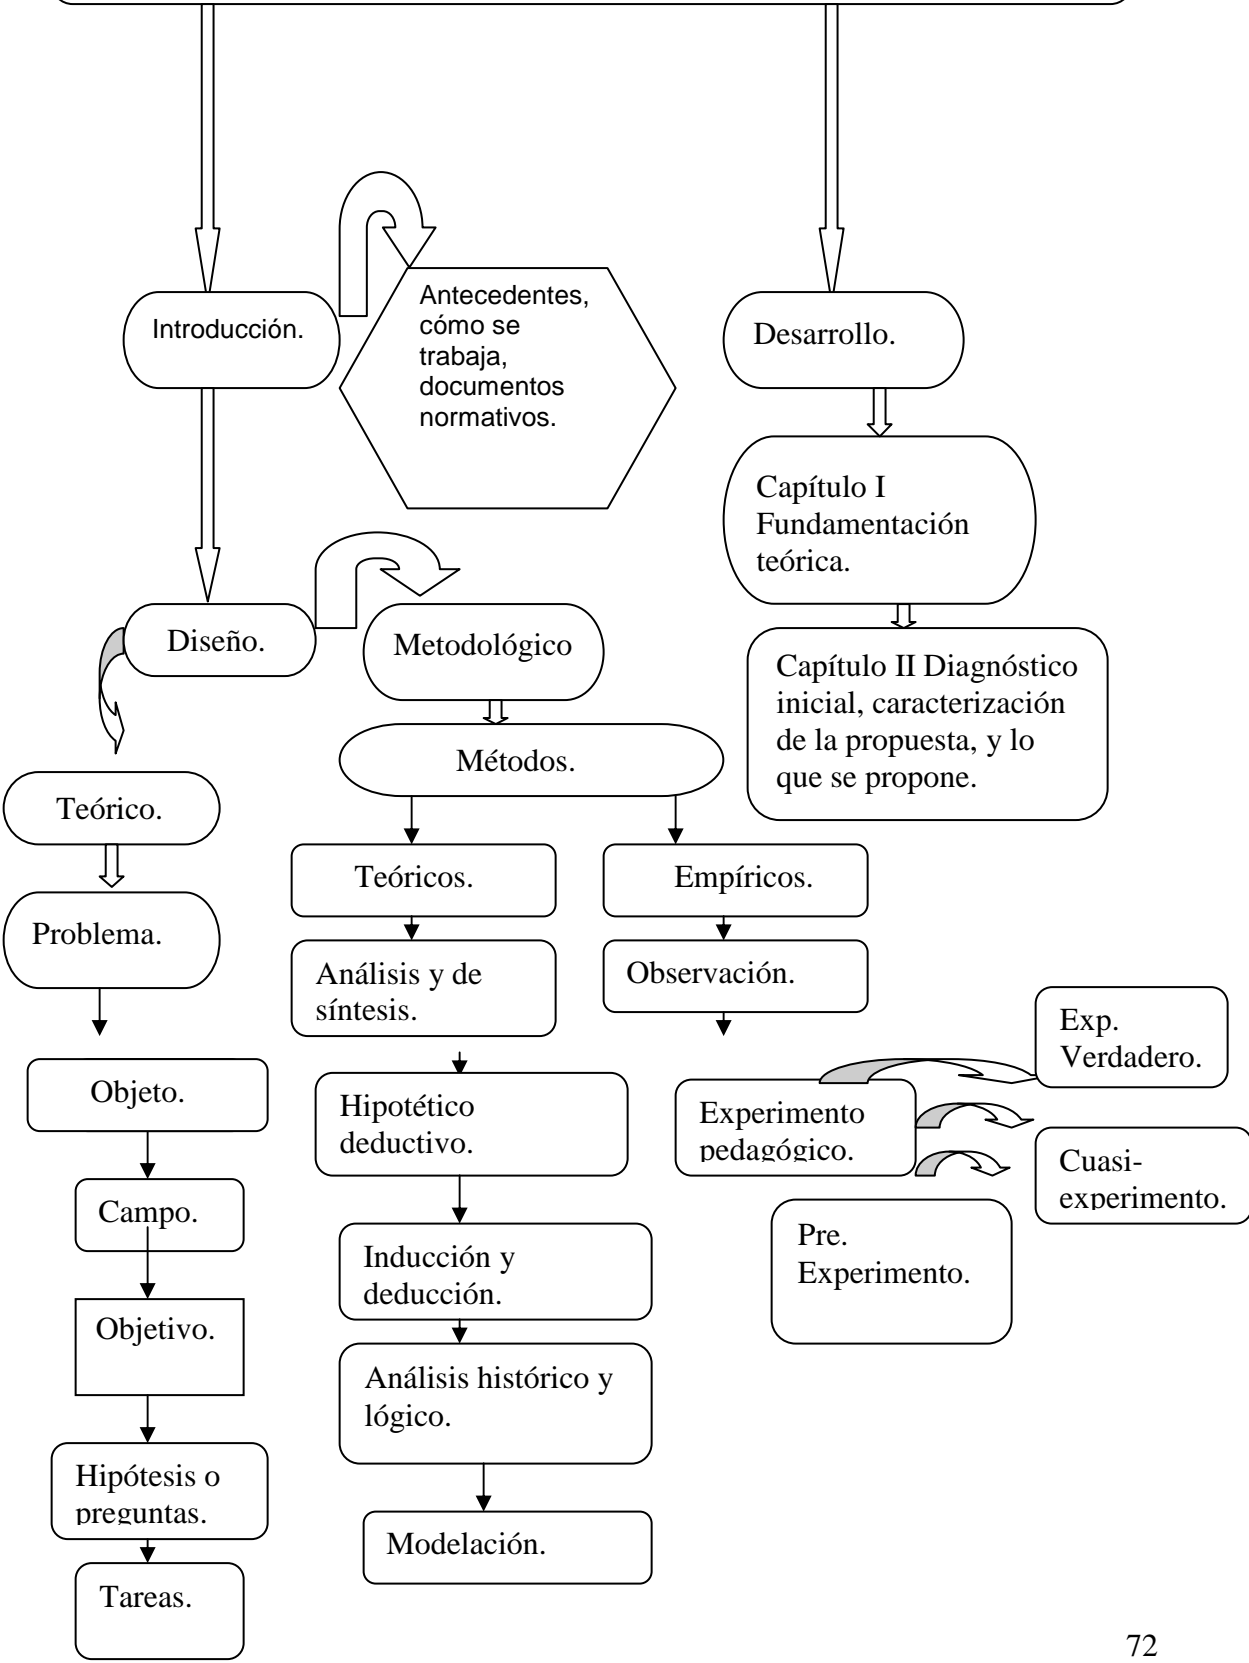 Introducción.
Antecedentes,
cómo se
trabaja,
documentos
normativos.
Desarrollo.
Capítulo I
Fundamentación
teórica.
Diseño.
Metodológico
Capítulo II Diagnóstico
inicial, caracterización
de la propuesta, y lo
que se propone.
Métodos.
Teórico.
Teóricos.
Empíricos.
Problema.
Análisis y de
síntesis.
Observación.
Exp.
Verdadero.
Objeto.
Hipotético
deductivo.
Experimento
pedagógico.
Cuasi-
experimento.
Campo.
Inducción y
deducción.
Pre.
Experimento.
Objetivo.
Análisis histórico y
lógico.
Hipótesis o
preguntas.
Modelación.
Tareas.
72